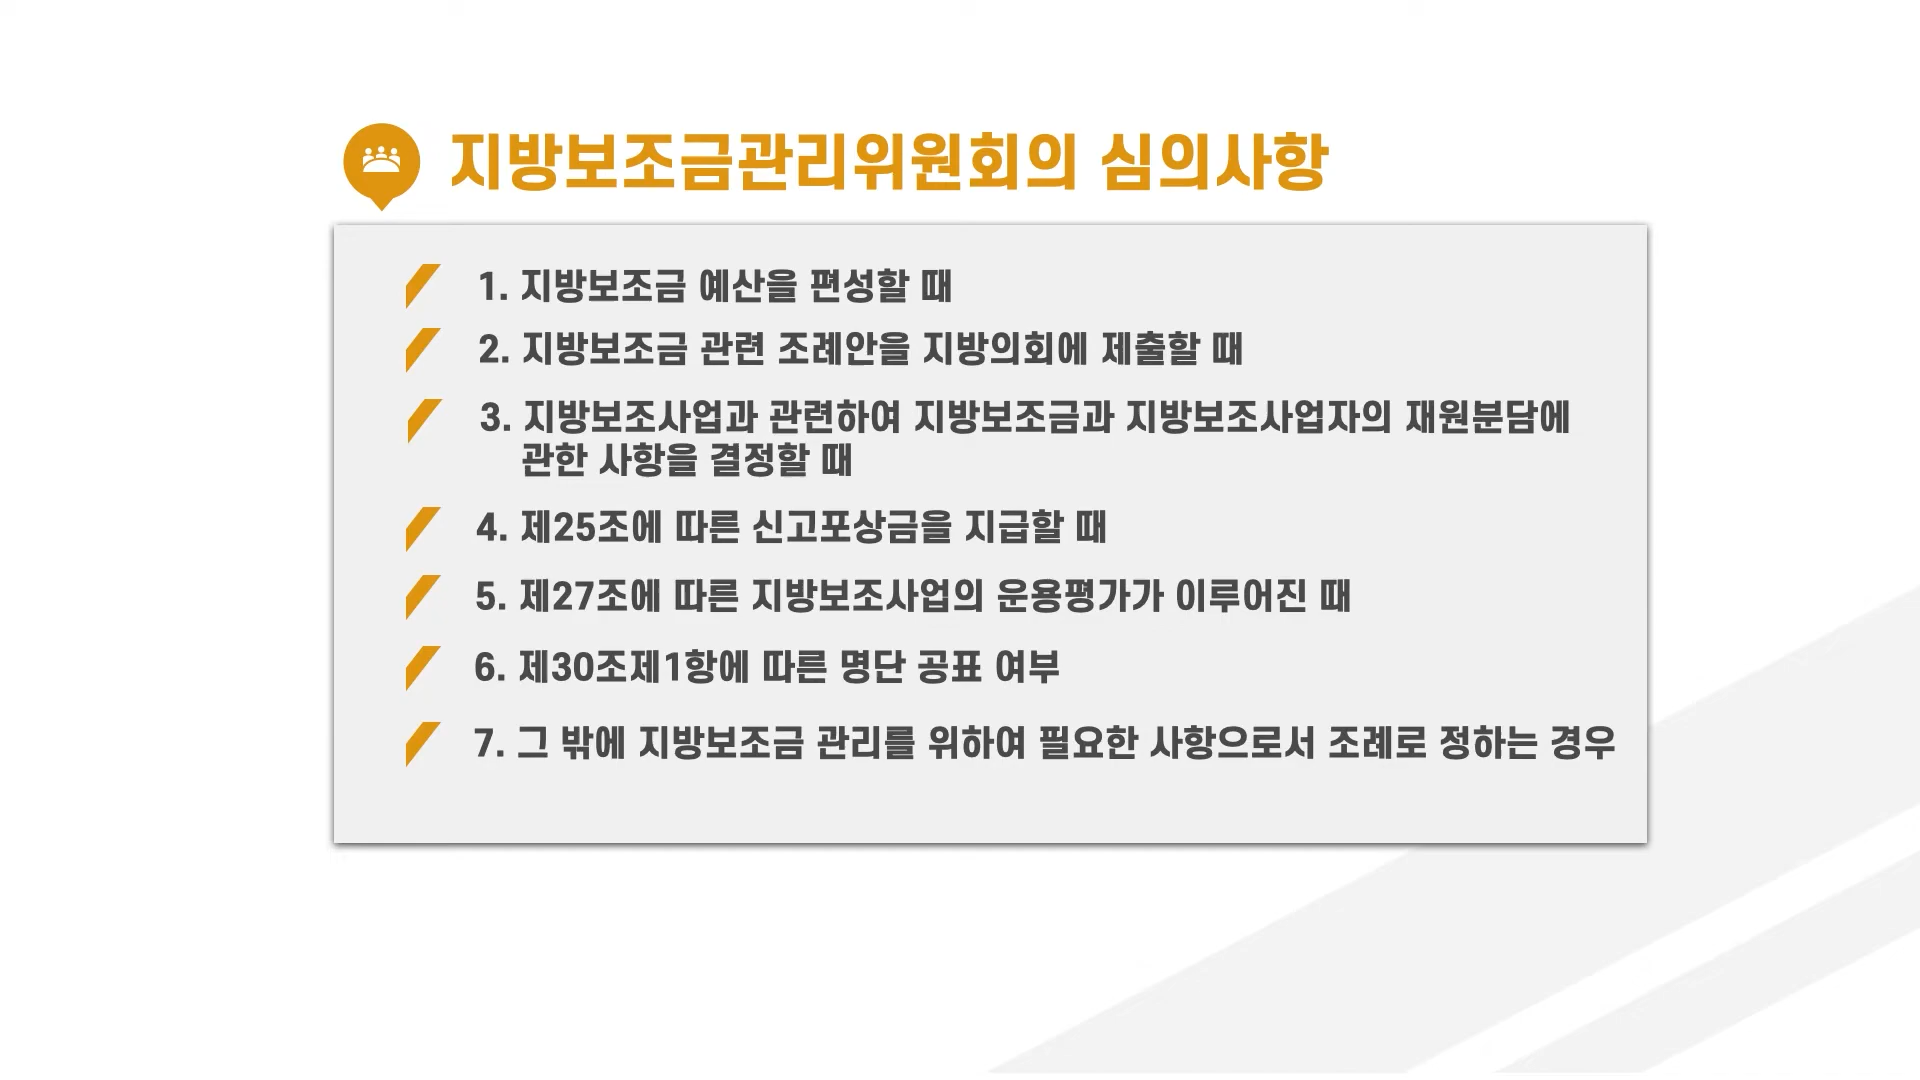 지방보조금관리위원회의 심의사항
1. 지방보조금 예산을 편성할 때
2. 지방보조금 관련 조례안을 지방의회에 제출할 때
3. 지방보조사업과 관련하여 지방보조금과 지방보조사업자의 재원분담에
관한 사항을 결정할 때
4. 제25조에 따른 신고포상금을 지급할 때
5. 제27조에 따른 지방보조사업의 운용평가가 이루어진 때
6. 제30조제1항에 따른 명단 공표 여부
7. 그 밖에 지방보조금 관리를 위하여 필요한 사항으로서 조례로 정하는 경우